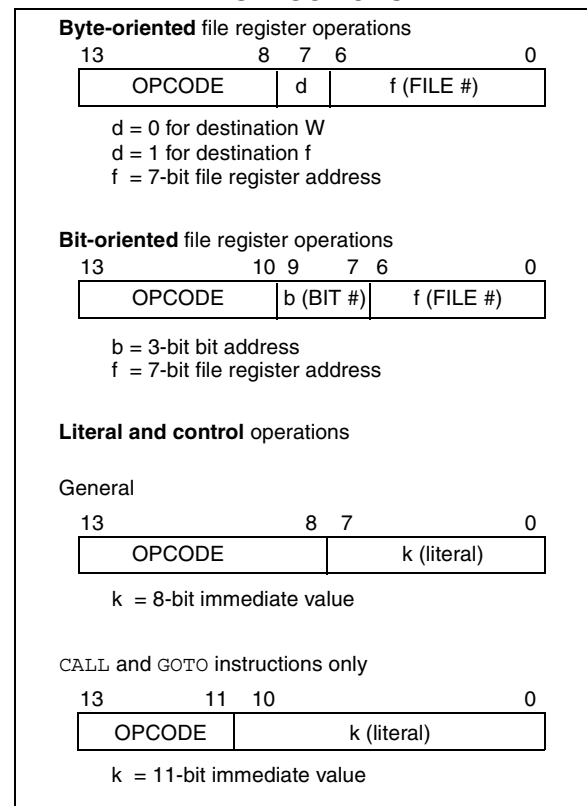 Byte-oriented file register operations
13 8 7 6 0
OPCODE d f (FILE #)
d = 0 for destination W
d = 1 for destination f
f = 7-bit file register address
Bit-oriented file register operations
13 10 9 7 6 0
OPCODE b (BIT #) f (FILE #)
b = 3-bit bit address
f = 7-bit file register address
Literal and control operations
General
13 8 7 0
OPCODE k (literal)
k = 8-bit immediate value
CALL and GOTO instructions only
13 11 10 0
OPCODE k (literal)
k = 11-bit immediate value